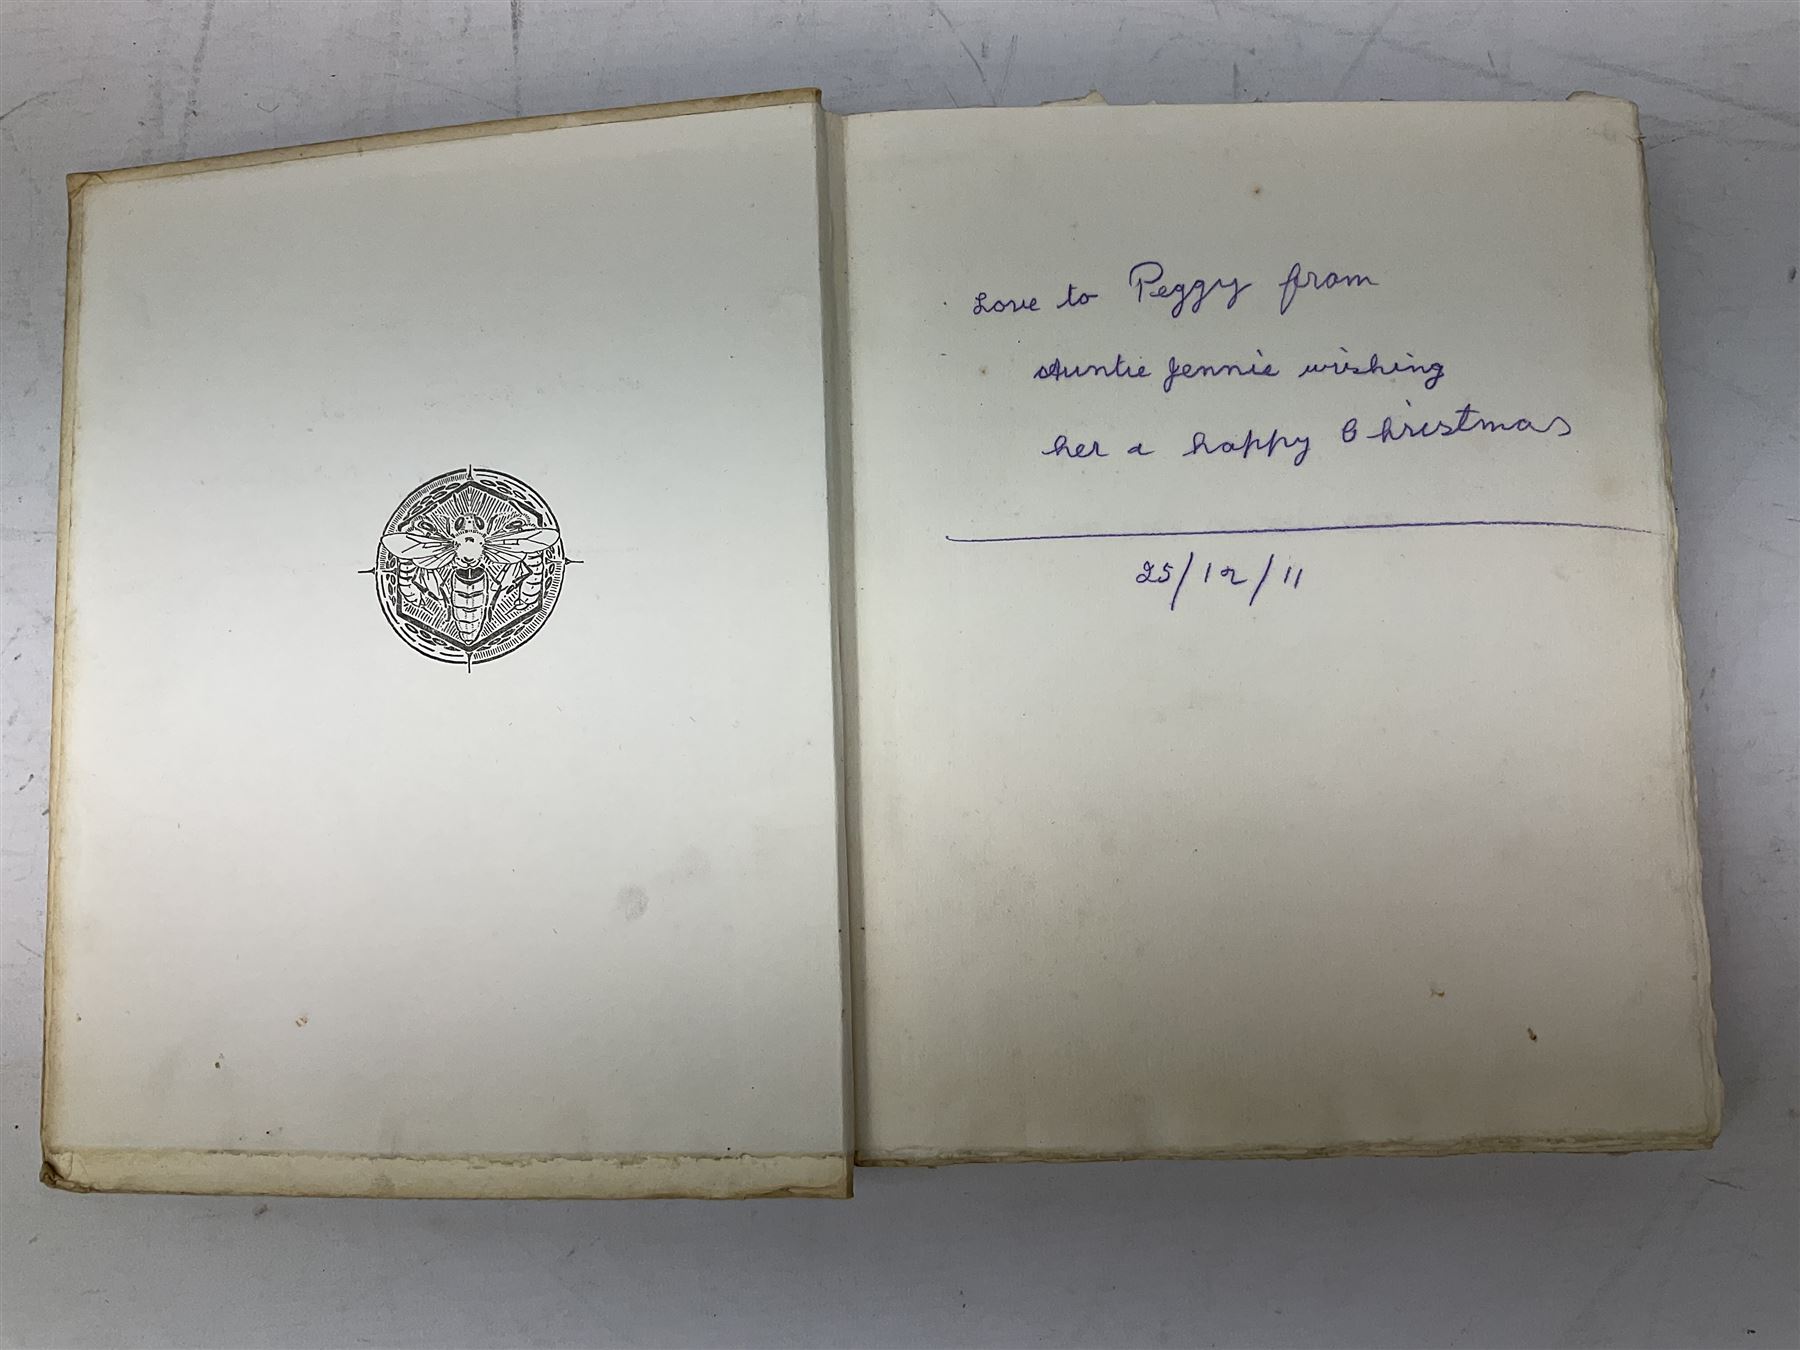 Love to Peggy from
Auntie Jennie wishing
her a happy Christmas
25/12/11